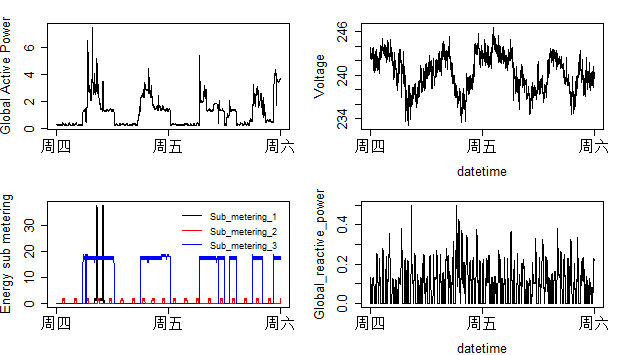 Global Active Power
0 2 4 6
周四 周五 周六
Voltage
234 240 246
周四 周五 周六
datetime
Energy sub metering
0 10 20 30
Sub_metering_1
Sub_metering_2
Sub_metering_3
周四 周五 周六
Global_reactive_power
0.0 0.2 0.4
周四 周五 周六
datetime